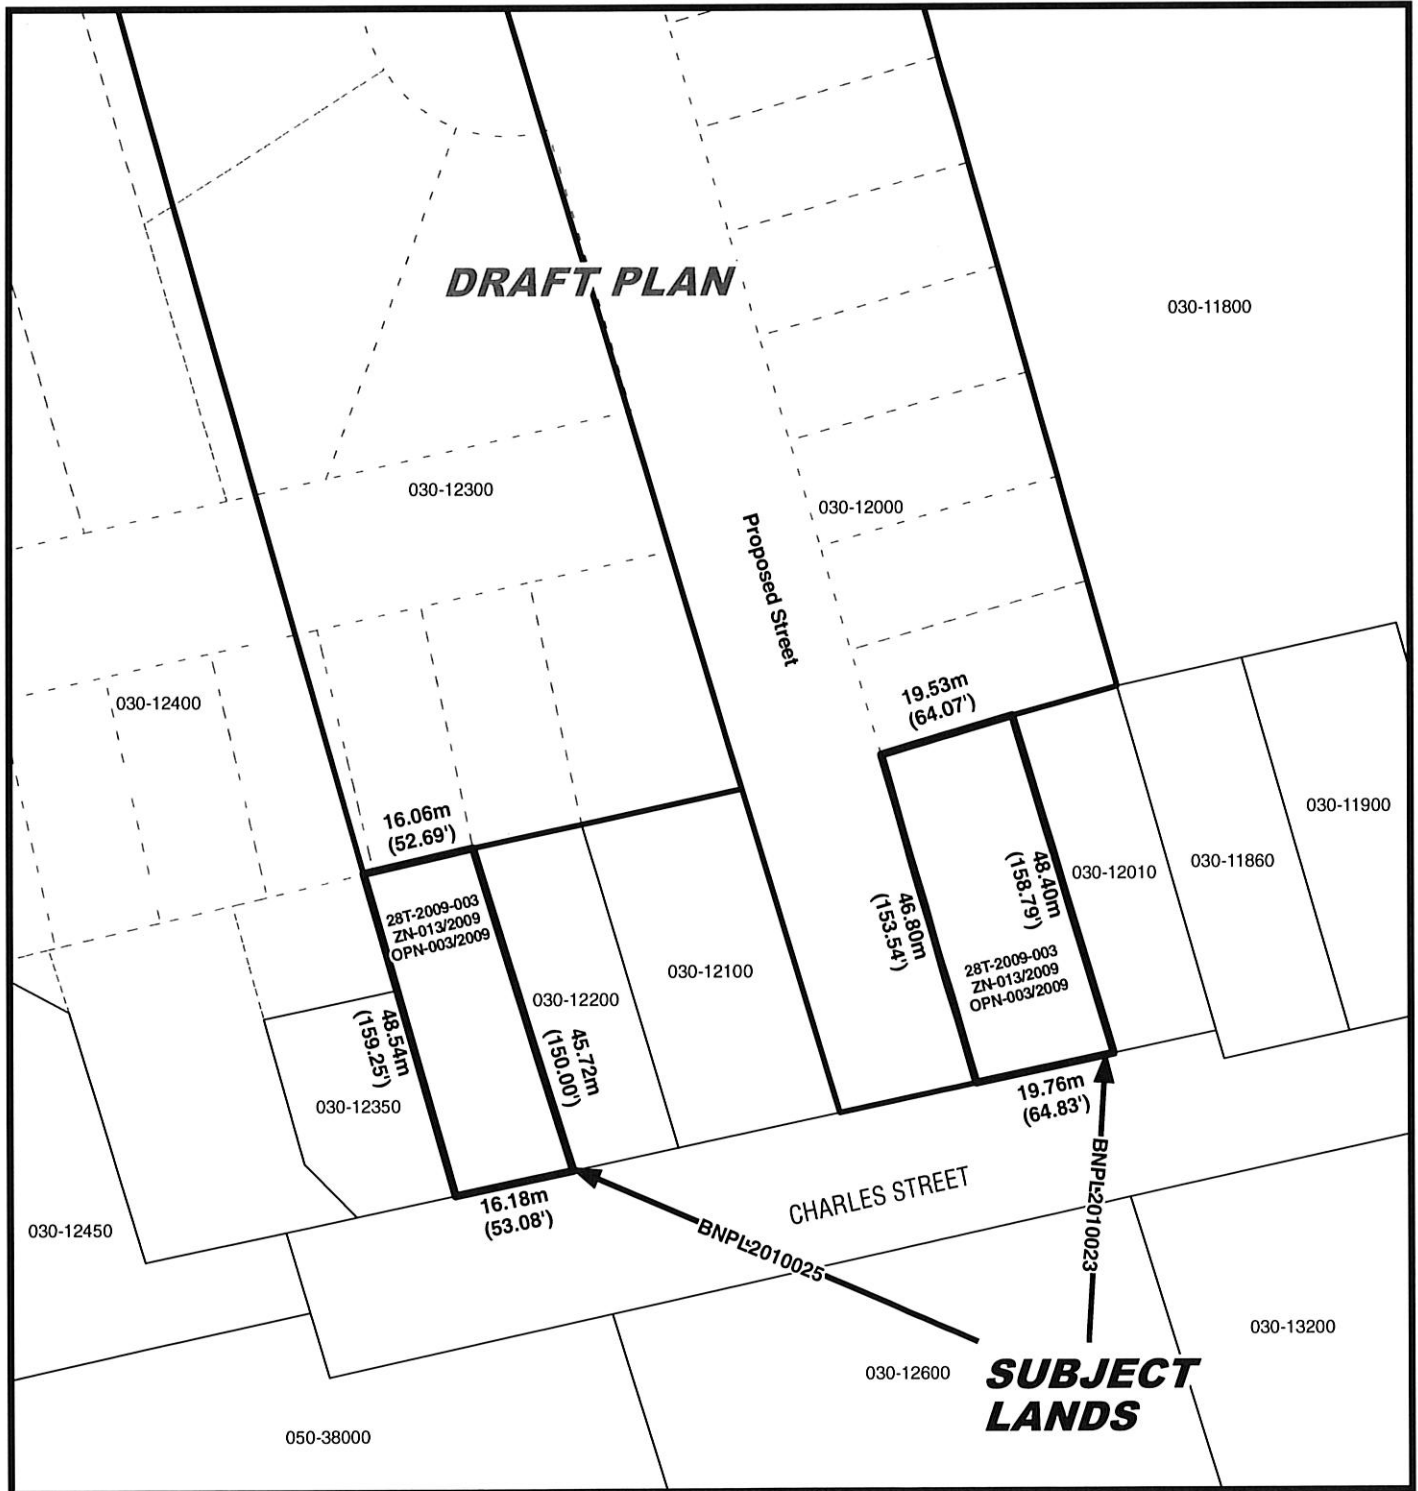 DRAFT PLAN
030-11800
030-12300
030-12000
Proposed Street
030-12400
19.53m
(64.07')
16.06m
(52.69')
030-11900
030-11860
030-12010
48.40m
(158.79')
46.80m
(153.54')
28T-2009-003
ZN-013/2009
OPN-003/2009
28T-2009-003
ZN-013/2009
OPN-003/2009
030-12100
030-12200
48.54m
(159.25')
45.72m
(150.00')
030-12350
19.76m
(64.83')
16.18m
(53.08')
CHARLES STREET
BNPL-2010025
BNPL-2010023
030-12450
030-13200
030-12600
SUBJECT
LANDS
050-38000